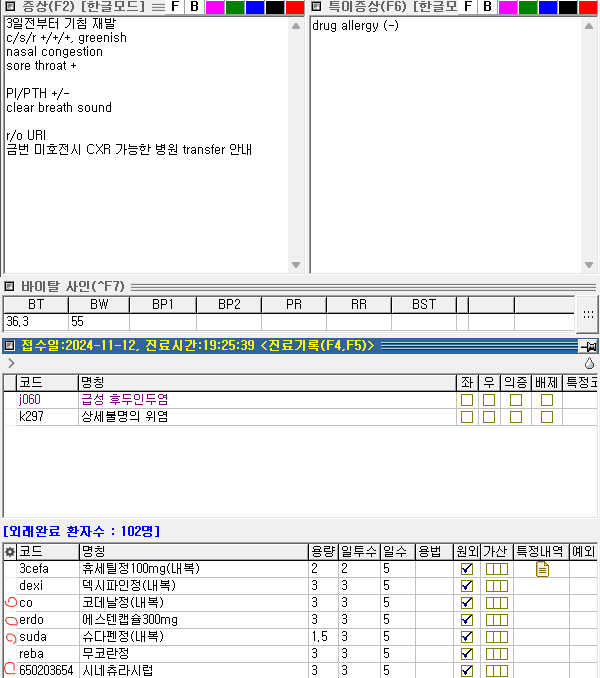 증상(F2) [한글모드] F B
3일전부터 기침 재발
c/s/r +/+/+, greenish
nasal congestion
sore throat +
PI/PTH +/-
clear breath sound
r/o URI
금번 미호전시 CXR 가능한 병원 transfer 안내
특이증상(F6) [한글모 F B
drug allergy (-)
바이탈 사인(^F7)
BT BW BP1 BP2 PR RR BST
36,3 55
접수일:2024-11-12, 진료시간:19:25:39 <진료기록(F4,F5)>
코드 명칭 좌 우 의증 배제 특정코
j060 급성 후두인두염
k297 상세불명의 위염
[외래완료 환자수 : 102명]
코드 명칭 용량 일투수 일수 용법 원외 가산 특정내역 예외
3cefa 휴세틸정100mg(내복) 2 2 5
dexi 덱시파인정(내복) 3 3 5
co 코데날정(내복) 3 3 5
erdo 에스텐캡슐300mg 3 3 5
suda 슈다펜정(내복) 1,5 3 5
reba 무코란정 3 3 5
650203654 시네츄라시럽 3 3 5